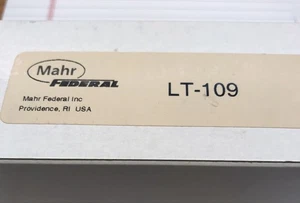 Mahr
FEDERAL
LT-109
Mahr Federal Inc
Providence, RI USA